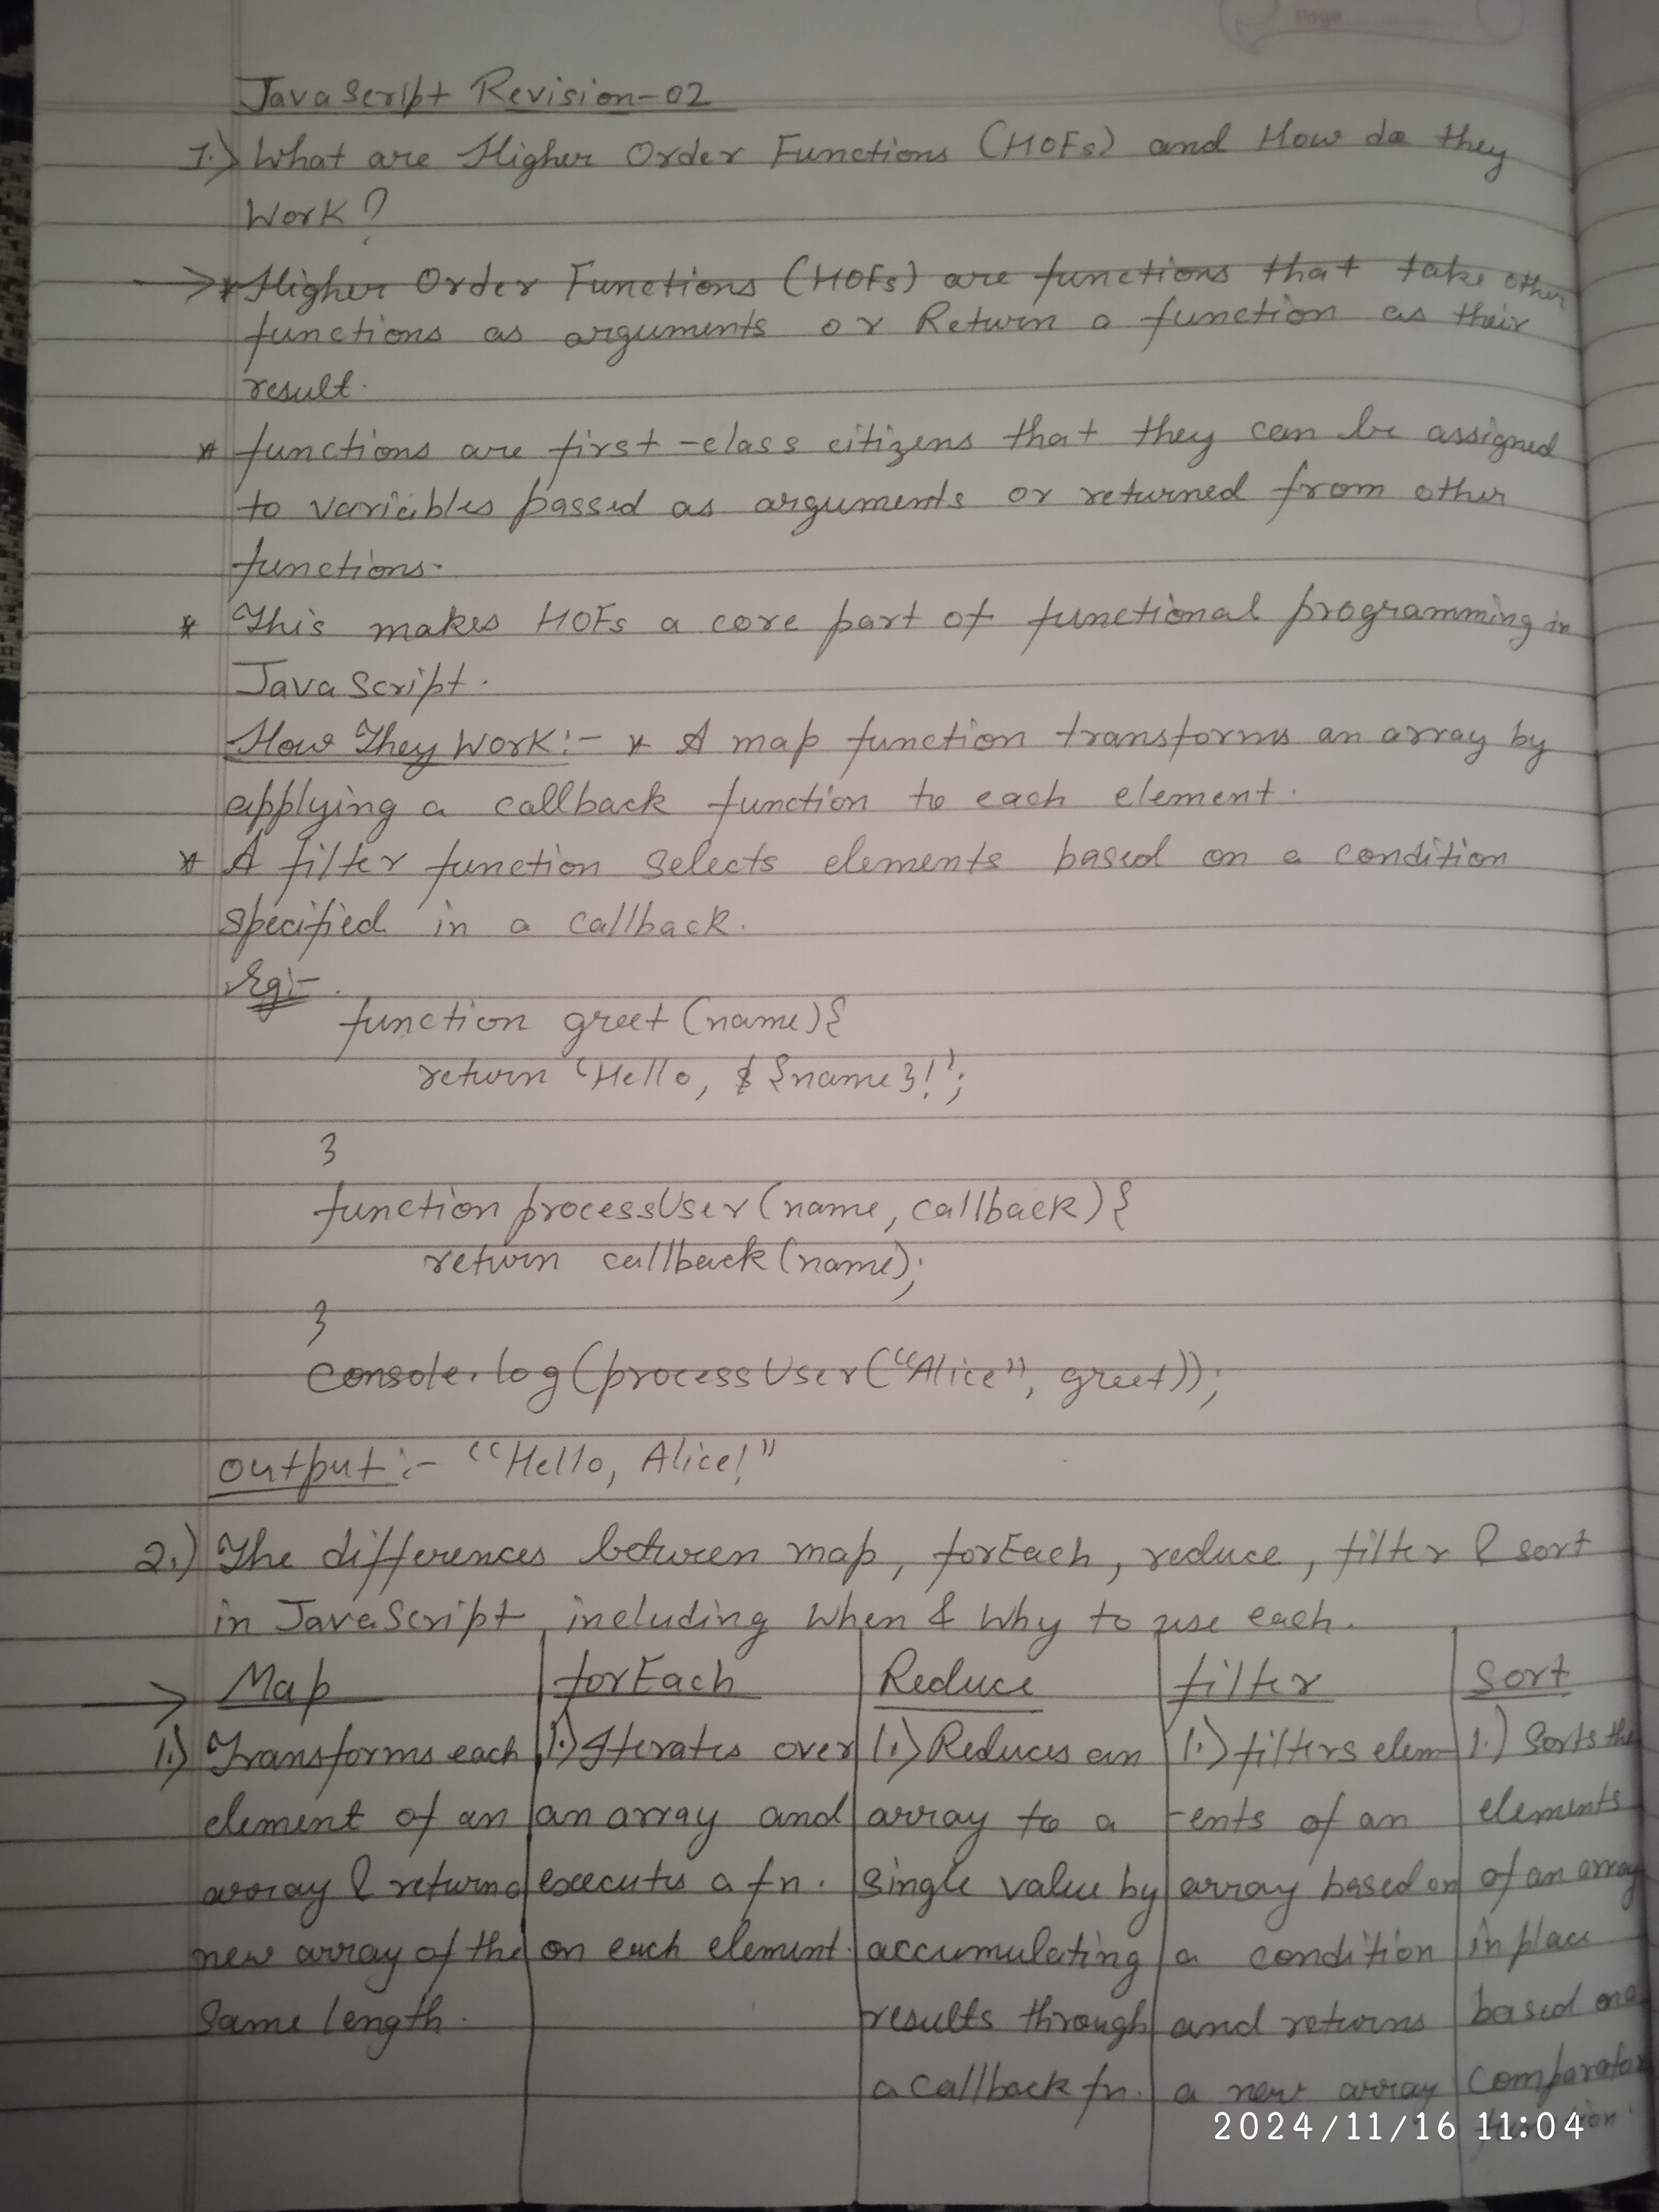 Page
JavaScript Revision-02
1.) What are Higher Order Functions (HOFs) and How do they
Work?
→ * Higher Order Functions (HOFs) are functions that take other
functions as arguments or Return a function as their
result.
* functions are first-class citizens that they can be assigned
to variables passed as arguments or returned from other
functions.
* This makes HOFs a core part of functional programming in
JavaScript.
How They Work:- * A map function transforms an array by
applying a callback function to each element.
* A filter function selects elements based on a condition
specified in a callback.
Eg:-
function greet (name){
return 'Hello, ${name}!';
}
function processUser (name, callback){
return callback (name);
}
console.log(processUser("Alice", greet));
output:- "Hello, Alice!"
2.) The differences between map, forEach, reduce, filter & sort
in JavaScript, including When & Why to use each.
→ Map
1.) Transforms each
element of an
array & returns a
new array of the
Same length.
forEach
1.) Iterates over
an array and
executes a fn.
on each element.
Reduce
1.) Reduces an
array to a
single value by
accumulating
results through
a callback fn.
filter
1.) filters elem-
-ents of an
array based on
a condition
and returns
a new array
Sort
1.) Sorts the
elements
of an array
in place
based on a
comparator
function.
2024/11/16 11:04